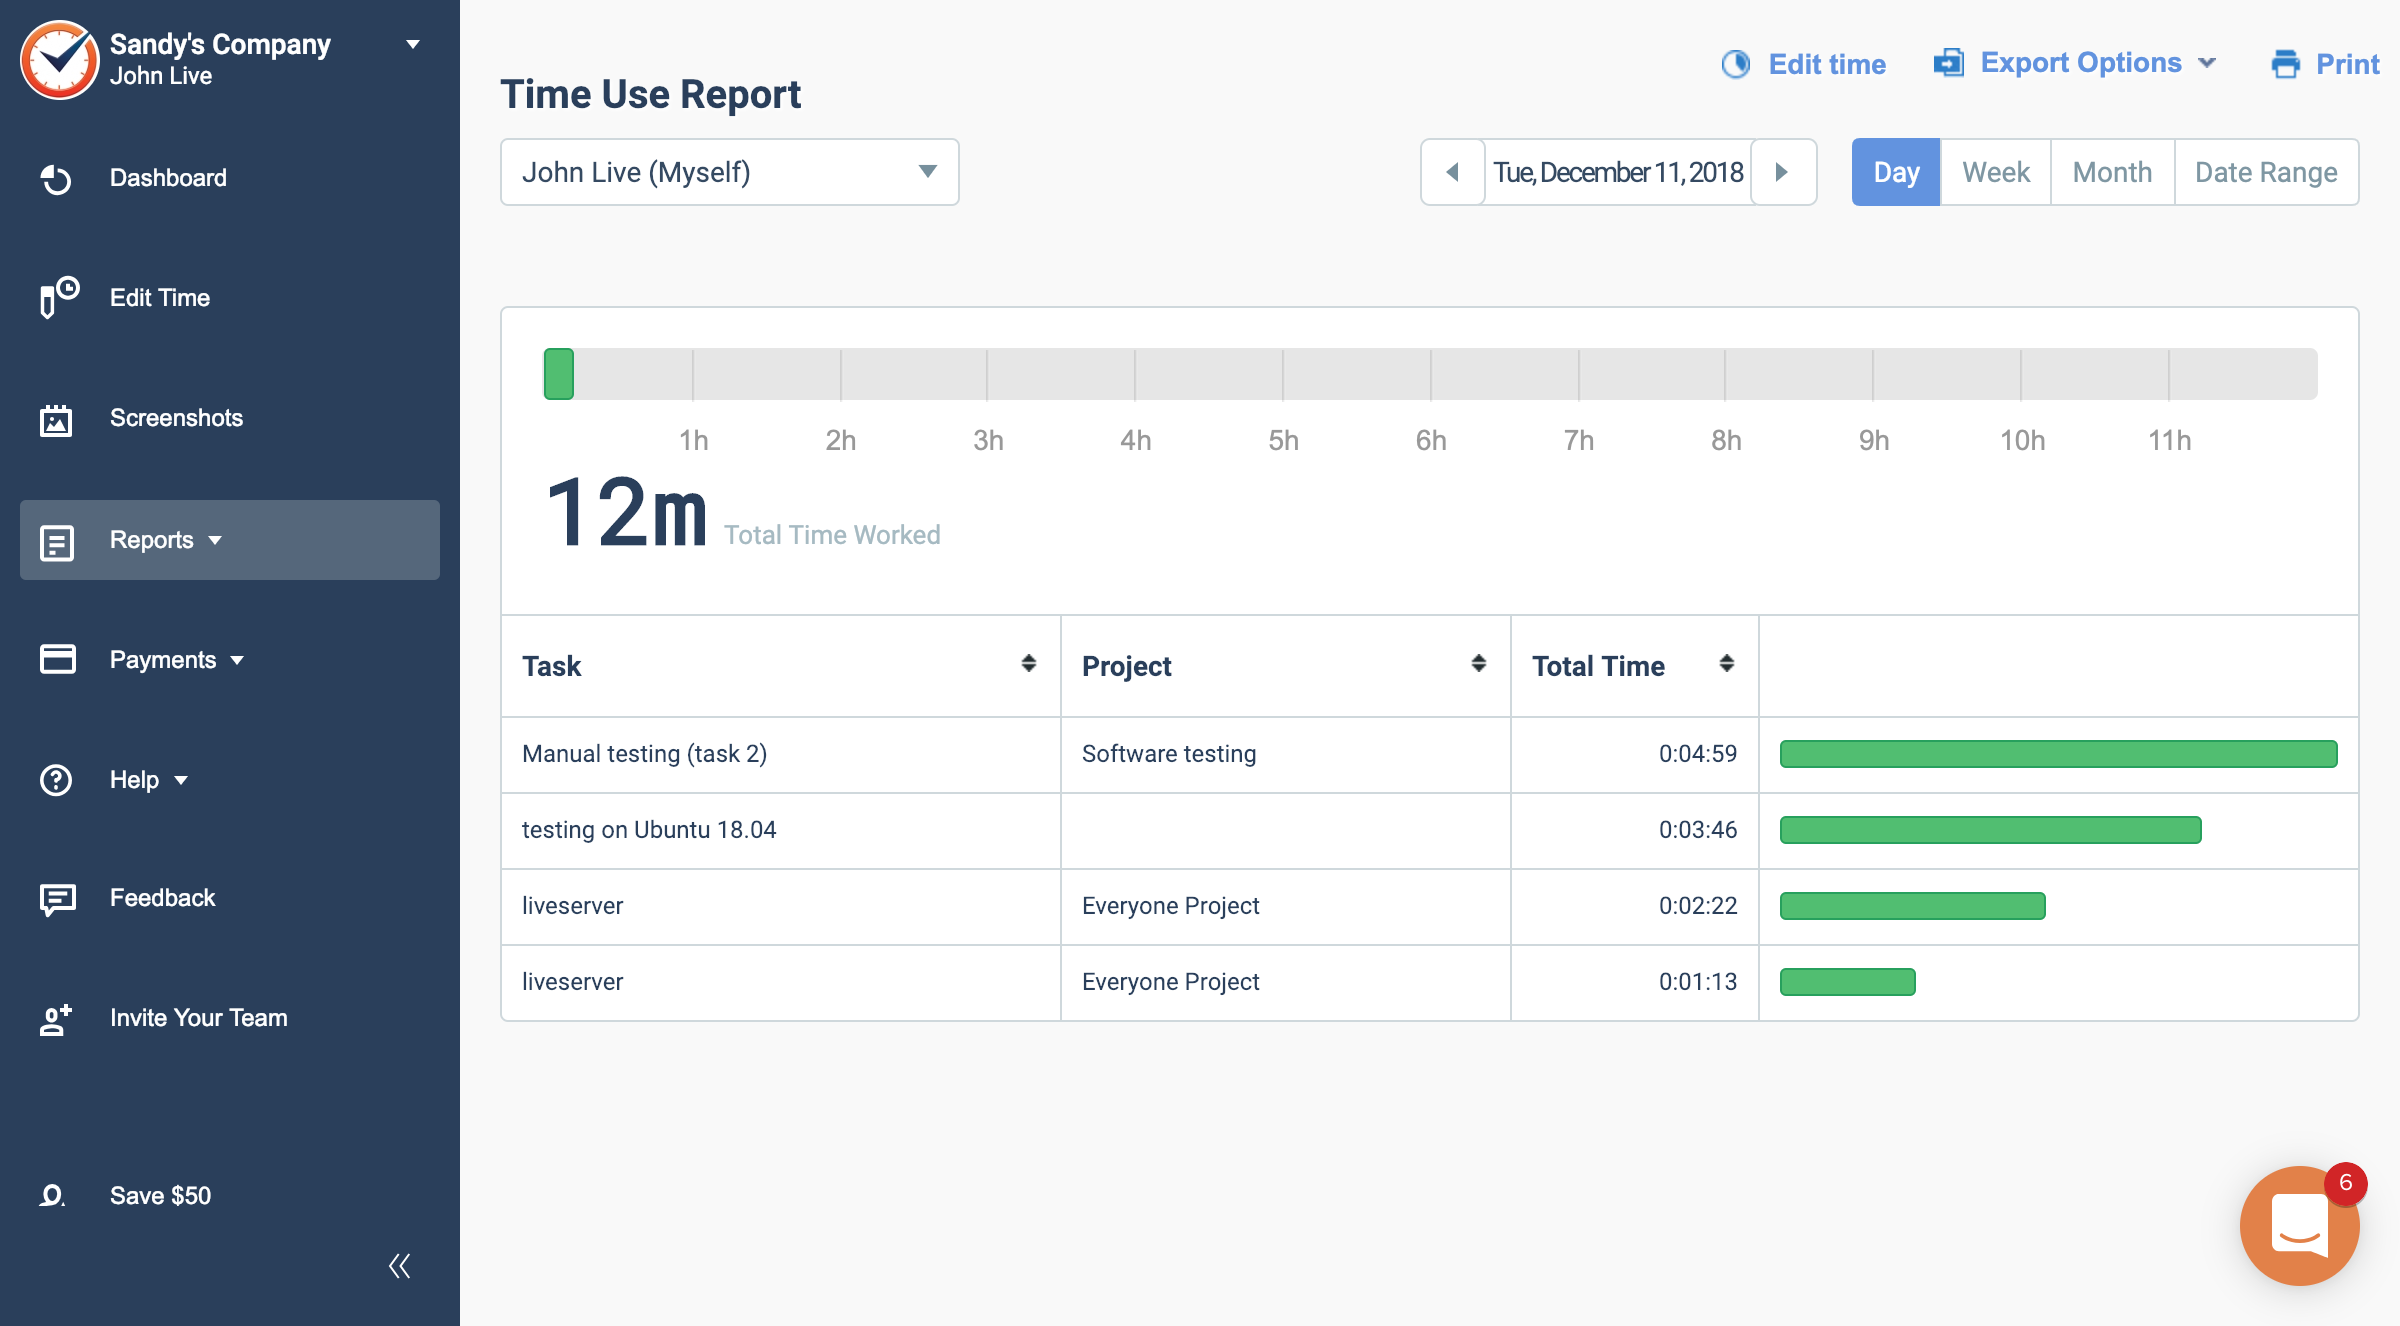 Sandy's Company
John Live
Dashboard
Edit Time
Screenshots
Reports
Payments
Help
Feedback
Invite Your Team
Save $50
Edit time
Export Options
Print
Time Use Report
John Live (Myself)
Tue, December 11, 2018
Day
Week
Month
Date Range
1h 2h 3h 4h 5h 6h 7h 8h 9h 10h 11h
12m Total Time Worked
Task Project Total Time
Manual testing (task 2) Software testing 0:04:59
testing on Ubuntu 18.04 0:03:46
liveserver Everyone Project 0:02:22
liveserver Everyone Project 0:01:13
6